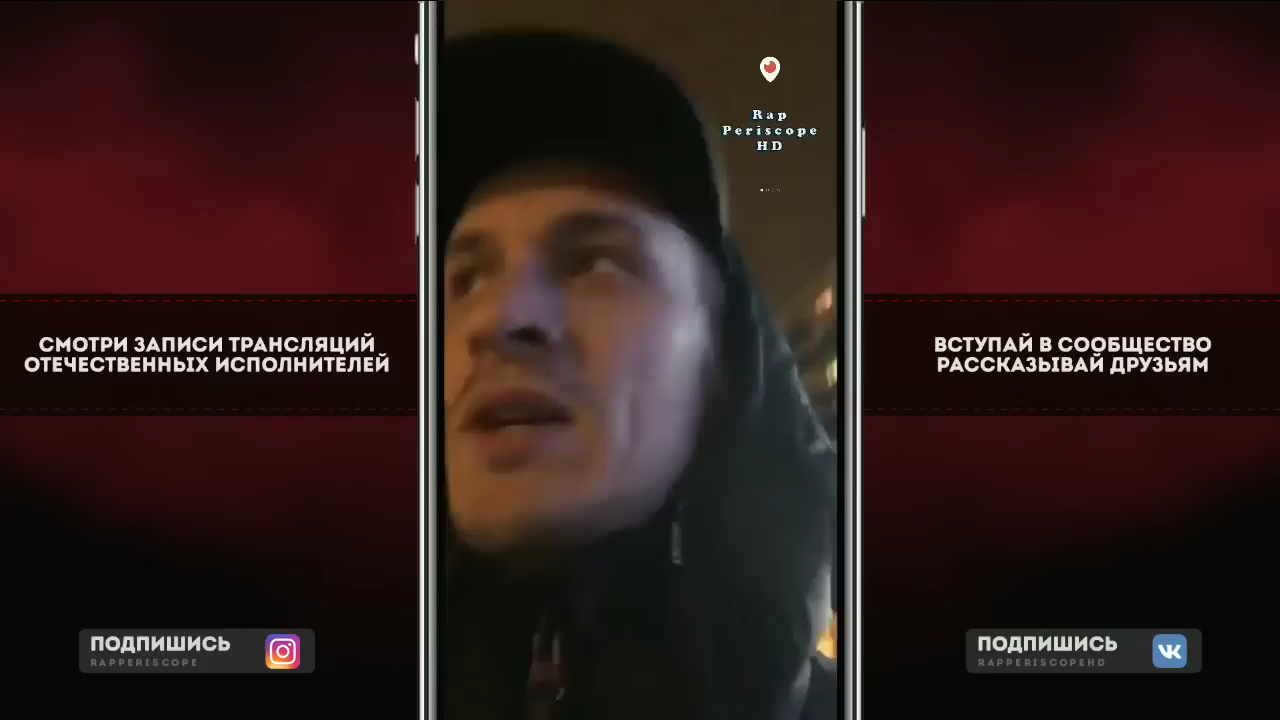 Rap
Periscope
HD
СМОТРИ ЗАПИСИ ТРАНСЛЯЦИЙ
ОТЕЧЕСТВЕННЫХ ИСПОЛНИТЕЛЕЙ
ВСТУПАЙ В СООБЩЕСТВО
РАССКАЗЫВАЙ ДРУЗЬЯМ
ПОДПИШИСЬ
RAPPERISCOPE
ПОДПИШИСЬ
RAPPERISCOPEHD